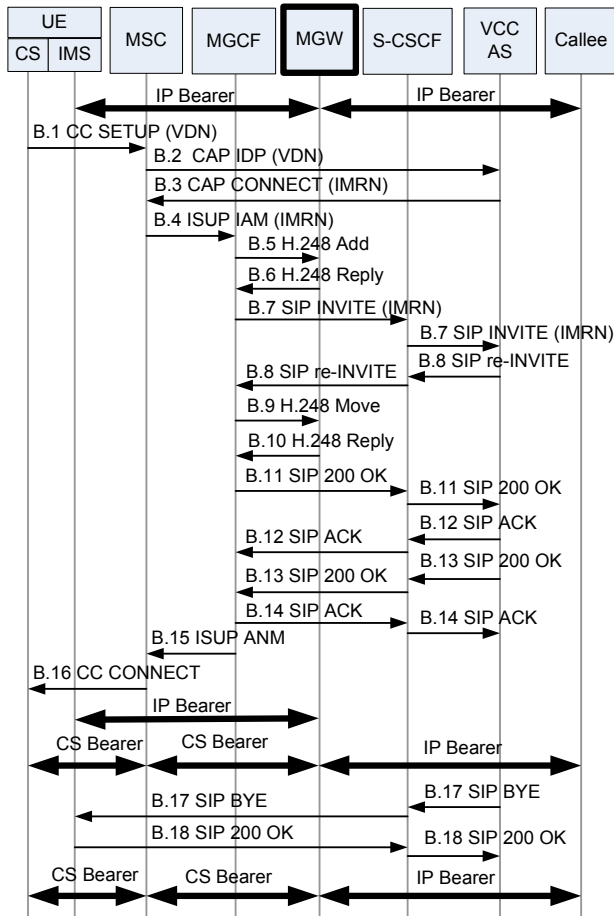 UE
CS IMS
MSC
MGCF
MGW
S-CSCF
VCC
AS
Callee
IP Bearer
IP Bearer
B.1 CC SETUP (VDN)
B.2 CAP IDP (VDN)
B.3 CAP CONNECT (IMRN)
B.4 ISUP IAM (IMRN)
B.5 H.248 Add
B.6 H.248 Reply
B.7 SIP INVITE (IMRN)
B.7 SIP INVITE (IMRN)
B.8 SIP re-INVITE
B.8 SIP re-INVITE
B.9 H.248 Move
B.10 H.248 Reply
B.11 SIP 200 OK
B.11 SIP 200 OK
B.12 SIP ACK
B.12 SIP ACK
B.13 SIP 200 OK
B.13 SIP 200 OK
B.14 SIP ACK
B.14 SIP ACK
B.15 ISUP ANM
B.16 CC CONNECT
IP Bearer
CS Bearer
CS Bearer
IP Bearer
B.17 SIP BYE
B.17 SIP BYE
B.18 SIP 200 OK
B.18 SIP 200 OK
CS Bearer
CS Bearer
IP Bearer